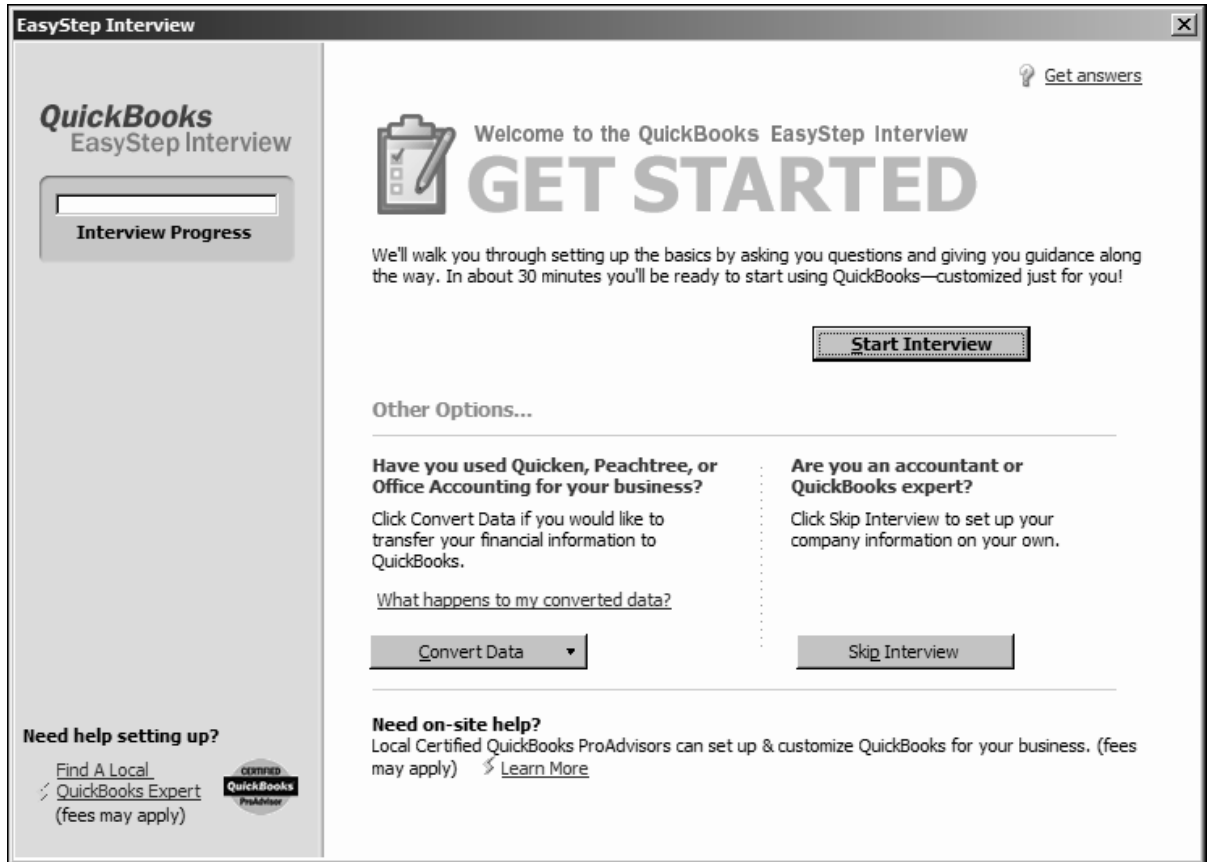 EasyStep Interview
QuickBooks
EasyStep Interview
Interview Progress
Need help setting up?
Find A Local
QuickBooks Expert
(fees may apply)
CERTIFIED
QuickBooks
ProAdvisor
Get answers
Welcome to the QuickBooks EasyStep Interview
GET STARTED
We'll walk you through setting up the basics by asking you questions and giving you guidance along
the way. In about 30 minutes you'll be ready to start using QuickBooks—customized just for you!
Start Interview
Other Options...
Have you used Quicken, Peachtree, or
Office Accounting for your business?
Click Convert Data if you would like to
transfer your financial information to
QuickBooks.
What happens to my converted data?
Convert Data
Are you an accountant or
QuickBooks expert?
Click Skip Interview to set up your
company information on your own.
Skip Interview
Need on-site help?
Local Certified QuickBooks ProAdvisors can set up & customize QuickBooks for your business. (fees
may apply) Learn More